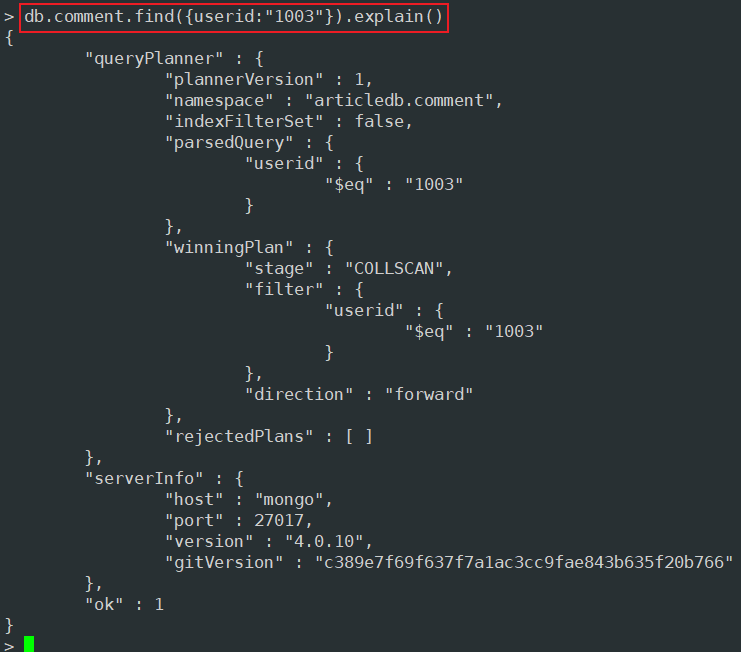 > db.comment.find({userid:"1003"}).explain()
{
        "queryPlanner" : {
                "plannerVersion" : 1,
                "namespace" : "articledb.comment",
                "indexFilterSet" : false,
                "parsedQuery" : {
                        "userid" : {
                                "$eq" : "1003"
                        }
                },
                "winningPlan" : {
                        "stage" : "COLLSCAN",
                        "filter" : {
                                "userid" : {
                                        "$eq" : "1003"
                                }
                        },
                        "direction" : "forward"
                },
                "rejectedPlans" : [ ]
        },
        "serverInfo" : {
                "host" : "mongo",
                "port" : 27017,
                "version" : "4.0.10",
                "gitVersion" : "c389e7f69f637f7a1ac3cc9fae843b635f20b766"
        },
        "ok" : 1
}
>